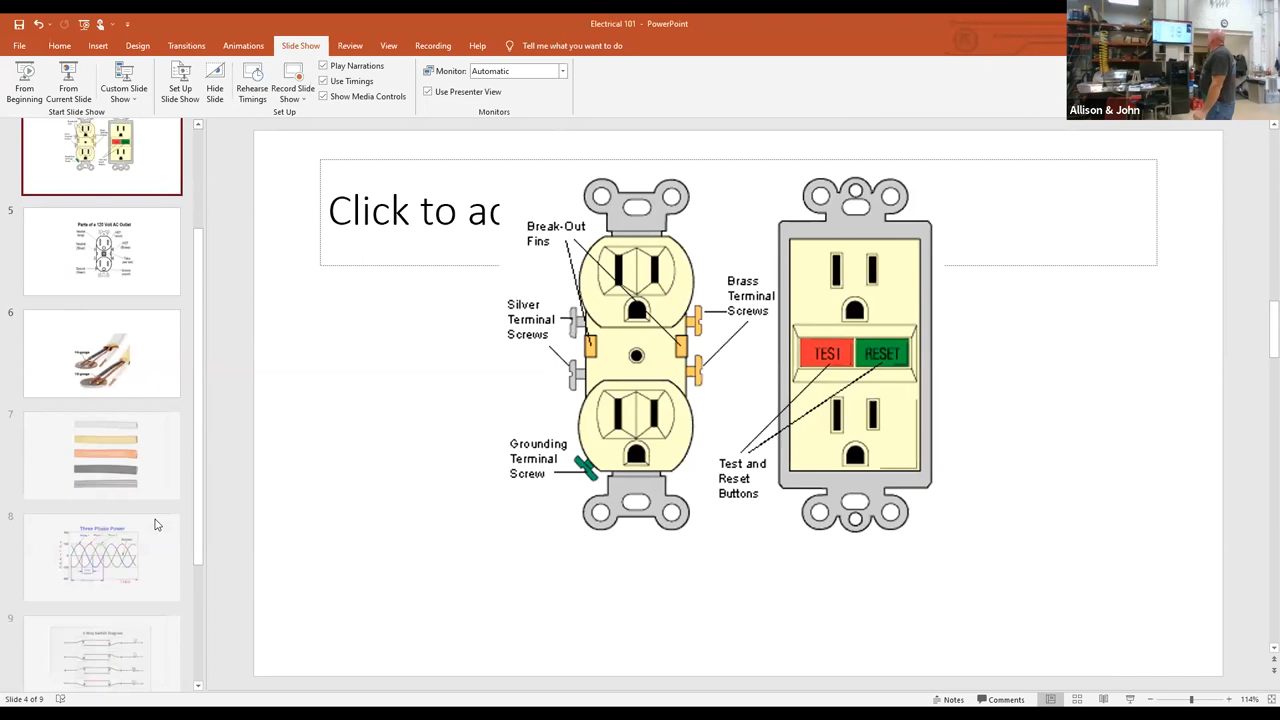 Electrical 101 - PowerPoint
File Home Insert Design Transitions Animations Slide Show Review View Recording Help Tell me what you want to do
From Beginning
From Current Slide
Custom Slide Show
Start Slide Show
Set Up Slide Show
Hide Slide
Rehearse Timings
Record Slide Show
Play Narrations
Use Timings
Show Media Controls
Set Up
Monitor: Automatic
Use Presenter View
Monitors
Allison & John
5
Parts of a 120 Volt AC Outlet
6
7
8
Three Phase Power
9
3 Way Switch Diagram
Click to ad
Break-Out
Fins
Silver
Terminal
Screws
Brass
Terminal
Screws
Grounding
Terminal
Screw
TEST RESET
Test and
Reset
Buttons
Slide 4 of 9
Notes Comments 114%